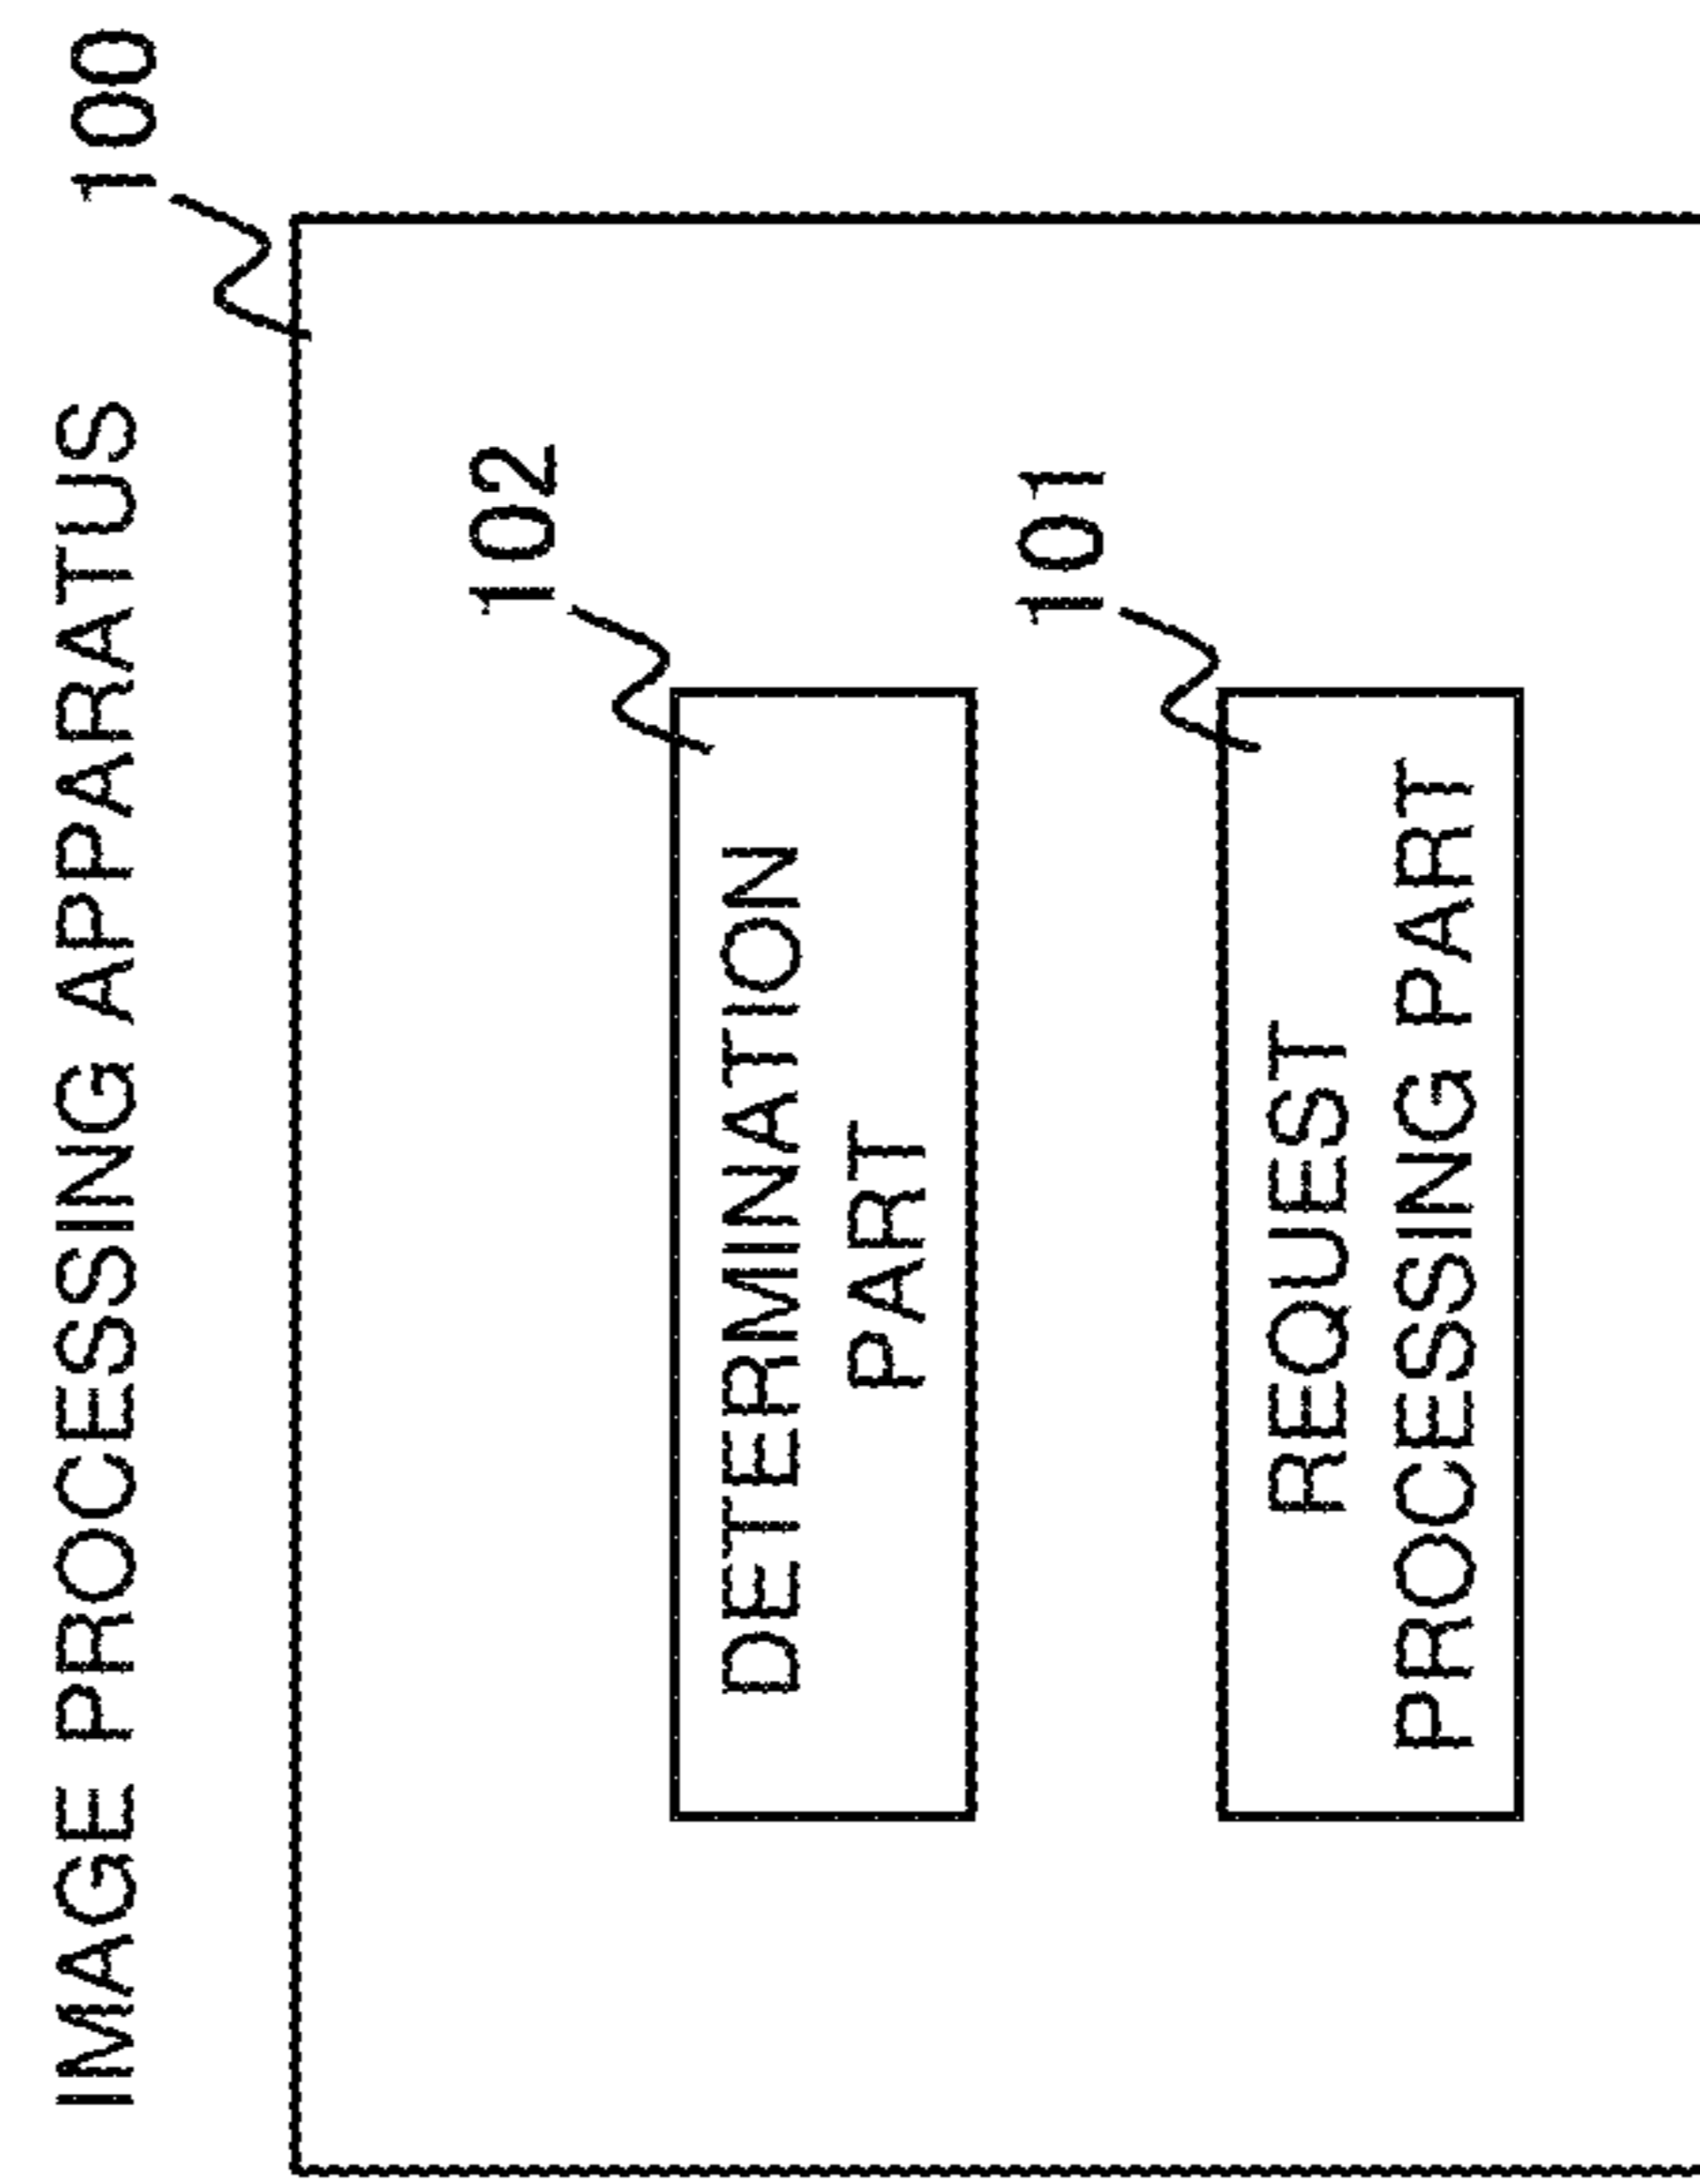 IMAGE PROCESSING APPARATUS
100
102
DETERMINATION
PART
101
REQUEST
PROCESSING PART